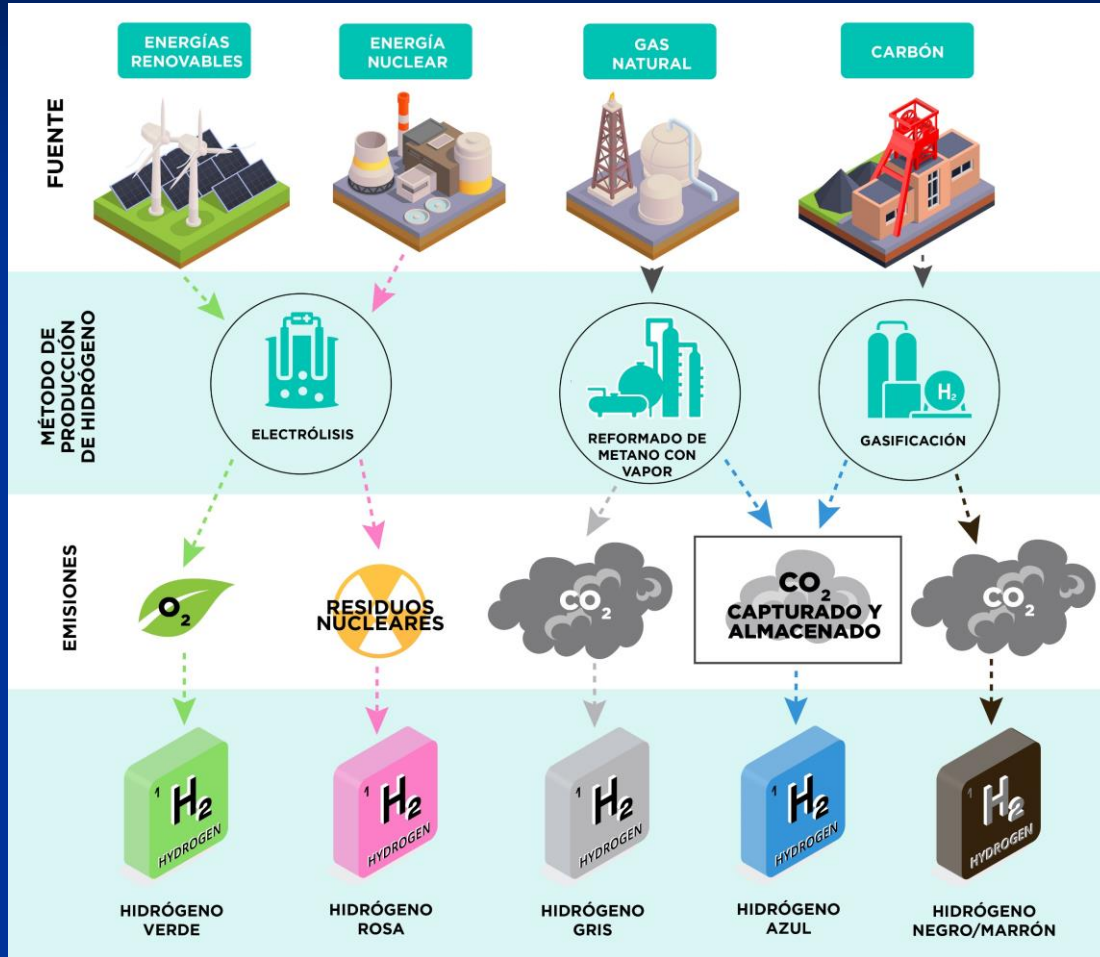 ENERGÍAS
RENOVABLES
ENERGÍA
NUCLEAR
GAS
NATURAL
CARBÓN
FUENTE
MÉTODO DE
PRODUCCIÓN
DE HIDRÓGENO
ELECTRÓLISIS
REFORMADO DE
METANO CON
VAPOR
H2
GASIFICACIÓN
EMISIONES
O2
RESIDUOS
NUCLEARES
CO2
CO2
CAPTURADO Y
ALMACENADO
CO2
1
H2
HYDROGEN
1
H2
HYDROGEN
1
H2
HYDROGEN
1
H2
HYDROGEN
1
H2
HYDROGEN
HIDRÓGENO
VERDE
HIDRÓGENO
ROSA
HIDRÓGENO
GRIS
HIDRÓGENO
AZUL
HIDRÓGENO
NEGRO/MARRÓN